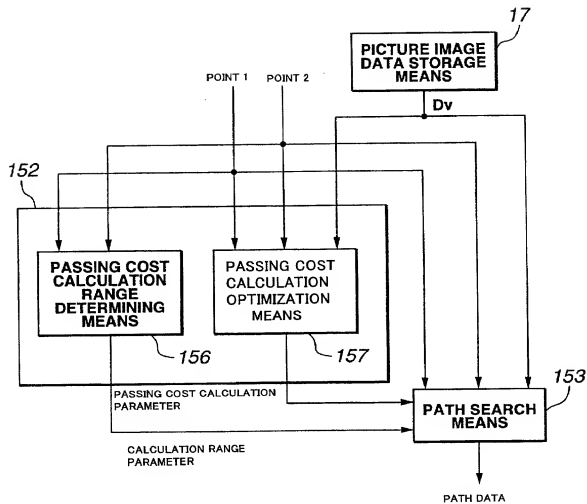 17
PICTURE IMAGE
DATA STORAGE
MEANS
POINT 1
POINT 2
Dv
152
PASSING COST
CALCULATION
RANGE
DETERMINING
MEANS
156
PASSING COST
CALCULATION
OPTIMIZATION
MEANS
157
153
PATH SEARCH
MEANS
PASSING COST CALCULATION
PARAMETER
CALCULATION RANGE
PARAMETER
PATH DATA